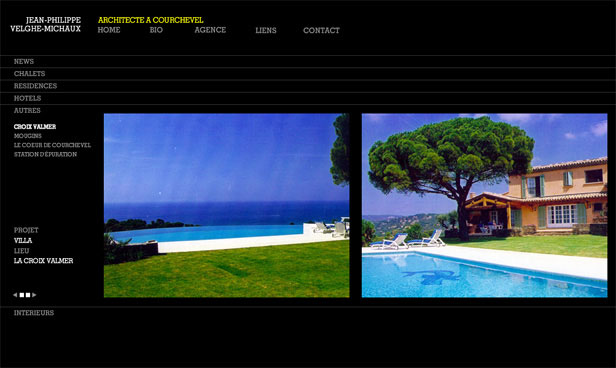 JEAN-PHILIPPE
VELGHE-MICHAUX
ARCHITECTE A COURCHEVEL
HOME BIO AGENCE LIENS CONTACT
NEWS
CHALETS
RESIDENCES
HOTELS
AUTRES
CROIX VALMER
MOUGINS
LE COEUR DE COURCHEVEL
STATION D'EPURATION
PROJET
VILLA
LIEU
LA CROIX VALMER
INTERIEURS